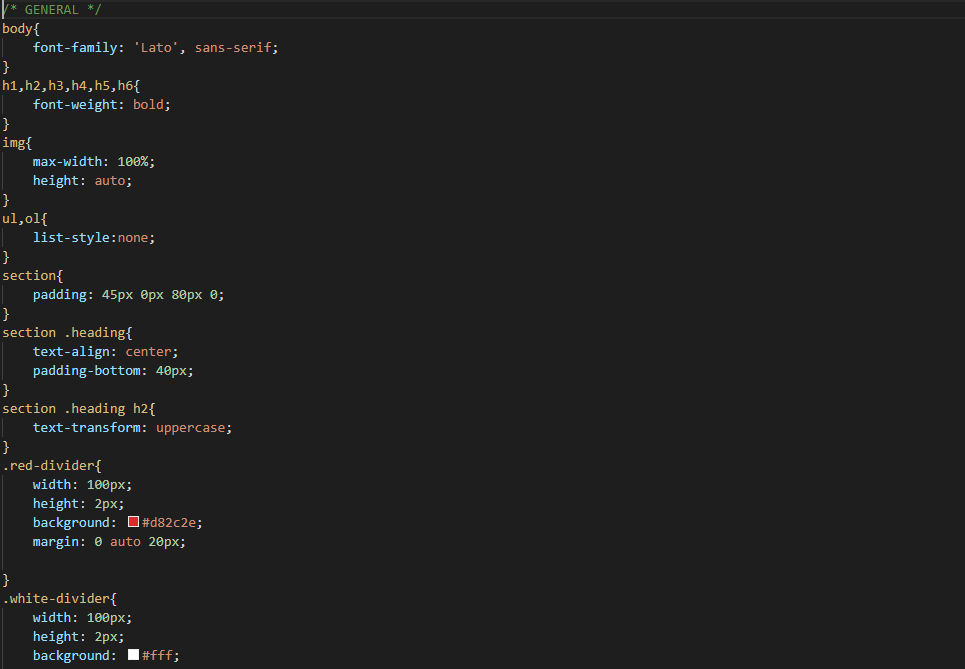 /* GENERAL */
body{
    font-family: 'Lato', sans-serif;
}
h1,h2,h3,h4,h5,h6{
    font-weight: bold;
}
img{
    max-width: 100%;
    height: auto;
}
ul,ol{
    list-style:none;
}
section{
    padding: 45px 0px 80px 0;
}
section .heading{
    text-align: center;
    padding-bottom: 40px;
}
section .heading h2{
    text-transform: uppercase;
}
.red-divider{
    width: 100px;
    height: 2px;
    background: #d82c2e;
    margin: 0 auto 20px;

}
.white-divider{
    width: 100px;
    height: 2px;
    background: #fff;